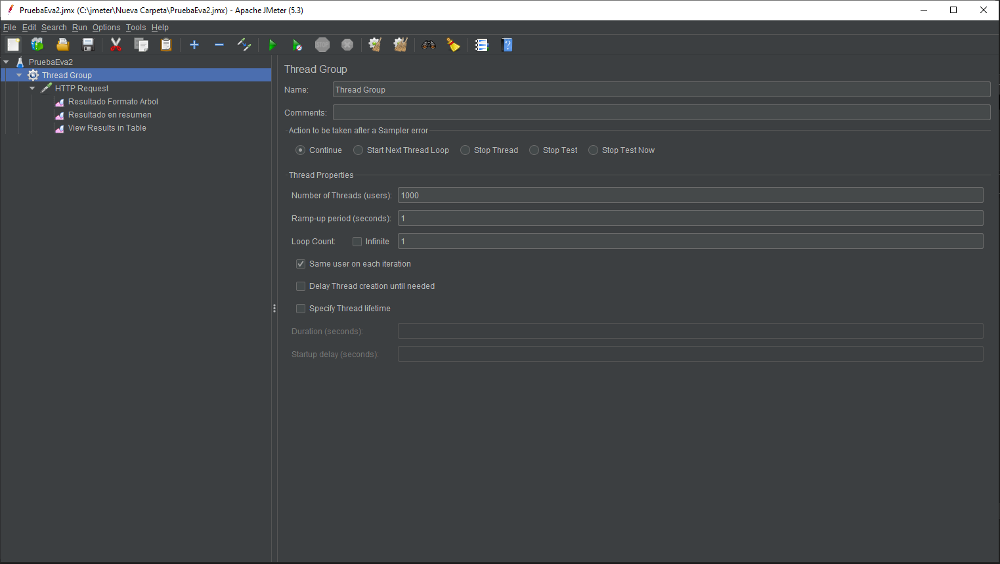 PruebaEva2.jmx (C:\jmeter\Nueva Carpeta\PruebaEva2.jmx) - Apache JMeter (5.3)
File Edit Search Run Options Tools Help
STOP
PruebaEva2
Thread Group
HTTP Request
Resultado Formato Arbol
Resultado en resumen
View Results in Table
Thread Group
Name: Thread Group
Comments:
Action to be taken after a Sampler error
Continue Start Next Thread Loop Stop Thread Stop Test Stop Test Now
Thread Properties
Number of Threads (users): 1000
Ramp-up period (seconds): 1
Loop Count: Infinite 1
Same user on each iteration
Delay Thread creation until needed
Specify Thread lifetime
Duration (seconds):
Startup delay (seconds):